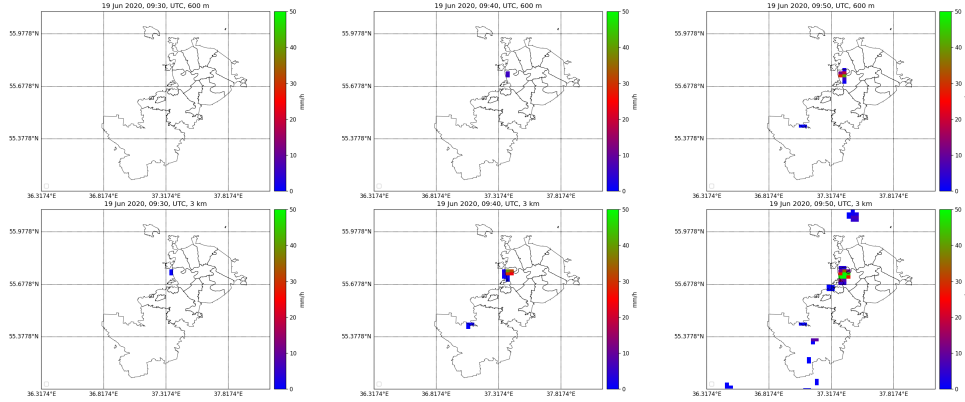 19 Jun 2020, 09:30, UTC, 600 m
55.9778°N
55.6778°N
55.3778°N
36.3174°E
36.8174°E
37.3174°E
37.8174°E
50
40
30
20
10
0
mm/h
19 Jun 2020, 09:40, UTC, 600 m
55.9778°N
55.6778°N
55.3778°N
36.3174°E
36.8174°E
37.3174°E
37.8174°E
50
40
30
20
10
0
mm/h
19 Jun 2020, 09:50, UTC, 600 m
55.9778°N
55.6778°N
55.3778°N
36.3174°E
36.8174°E
37.3174°E
37.8174°E
50
40
30
20
10
0
19 Jun 2020, 09:30, UTC, 3 km
55.9778°N
55.6778°N
55.3778°N
36.3174°E
36.8174°E
37.3174°E
37.8174°E
50
40
30
20
10
0
mm/h
19 Jun 2020, 09:40, UTC, 3 km
55.9778°N
55.6778°N
55.3778°N
36.3174°E
36.8174°E
37.3174°E
37.8174°E
50
40
30
20
10
0
mm/h
19 Jun 2020, 09:50, UTC, 3 km
55.9778°N
55.6778°N
55.3778°N
36.3174°E
36.8174°E
37.3174°E
37.8174°E
50
40
30
20
10
0